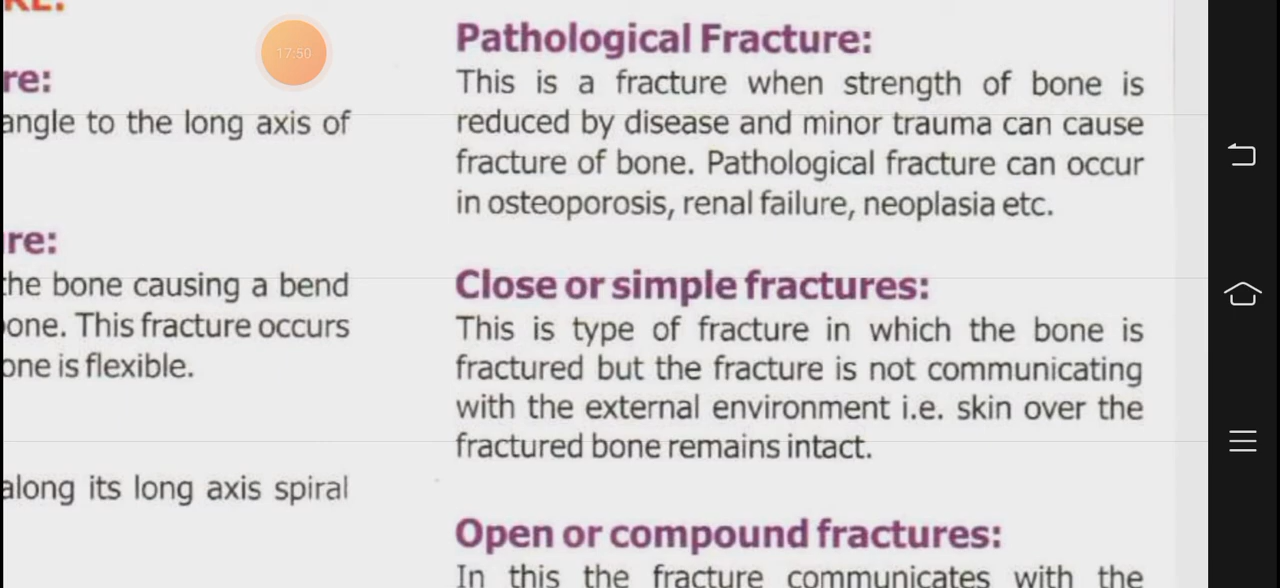 RE:
re:
angle to the long axis of
re:
the bone causing a bend
one. This fracture occurs
one is flexible.
along its long axis spiral
17:50
Pathological Fracture:
This is a fracture when strength of bone is
reduced by disease and minor trauma can cause
fracture of bone. Pathological fracture can occur
in osteoporosis, renal failure, neoplasia etc.
Close or simple fractures:
This is type of fracture in which the bone is
fractured but the fracture is not communicating
with the external environment i.e. skin over the
fractured bone remains intact.
Open or compound fractures:
In this the fracture communicates with the